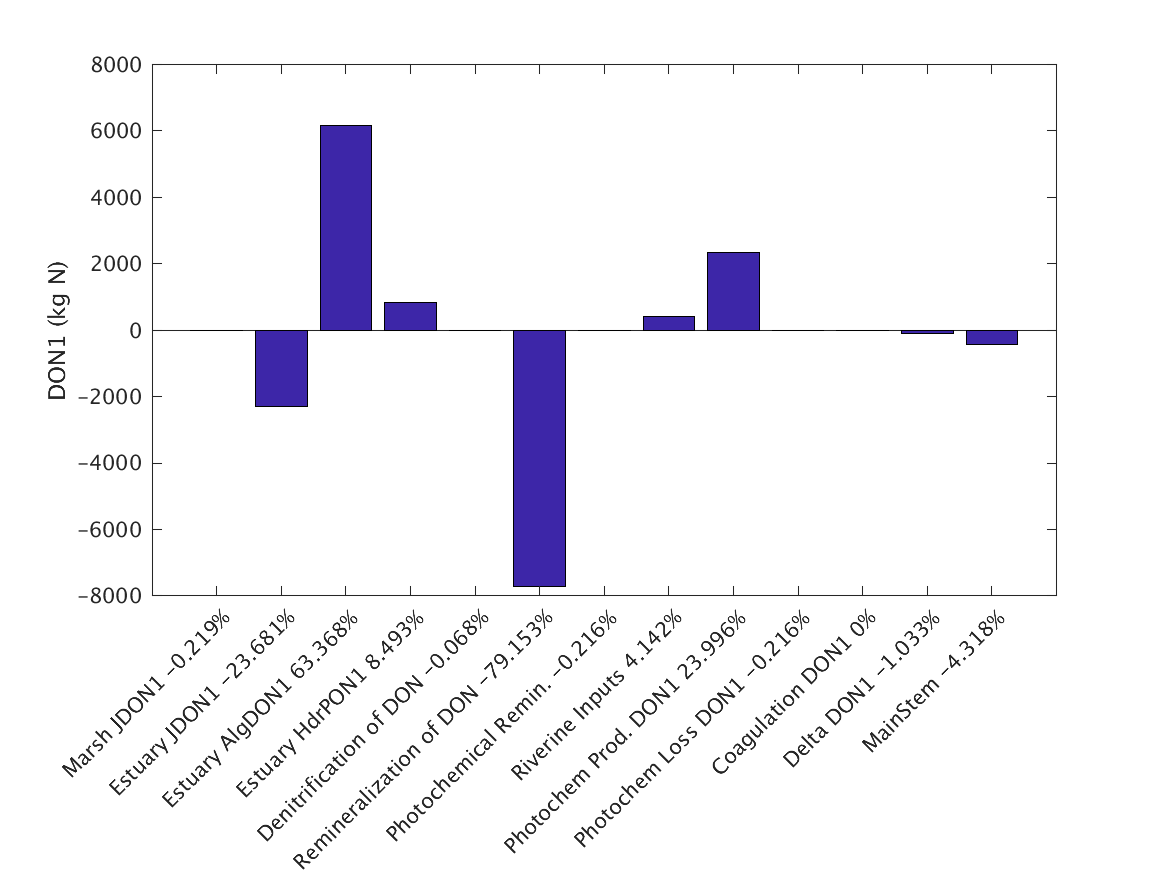 8000
6000
4000
2000
0
−2000
−4000
−6000
−8000
DON1 (kg N)
Marsh JDON1 −0.219%
Estuary JDON1 −23.681%
Estuary AlgDON1 63.368%
Estuary HdrPON1 8.493%
Denitrification of DON −0.068%
Remineralization of DON −79.153%
Photochemical Remin. −0.216%
Riverine Inputs 4.142%
Photochem Prod. DON1 23.996%
Photochem Loss DON1 −0.216%
Coagulation DON1 0%
Delta DON1 −1.033%
MainStem −4.318%